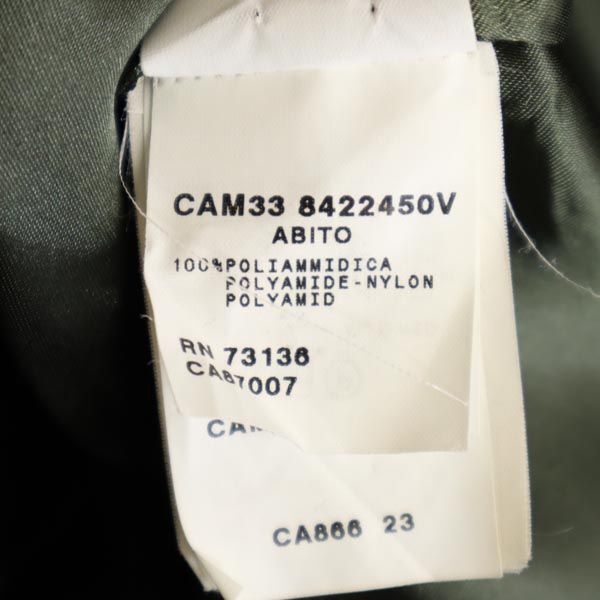 CAM33 8422450V
ABITO
100%POLIAMMIDICA
POLYAMIDE-NYLON
POLYAMID
RN 73136
CA87007
CA866 23